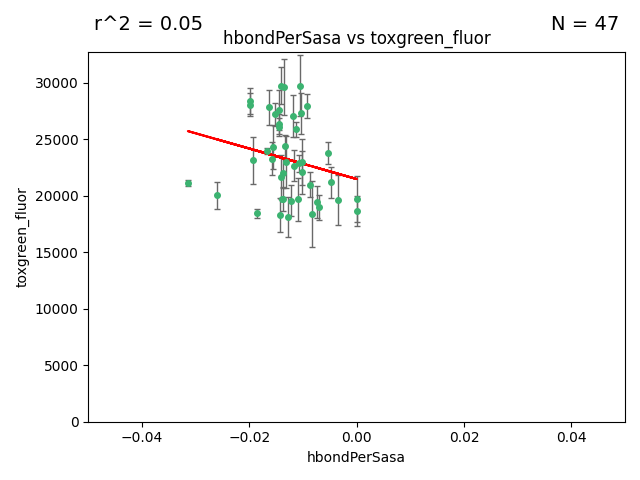 r^2 = 0.05
N = 47
hbondPerSasa vs toxgreen_fluor
30000
25000
20000
15000
10000
5000
0
toxgreen_fluor
−0.04
−0.02
0.00
0.02
0.04
hbondPerSasa